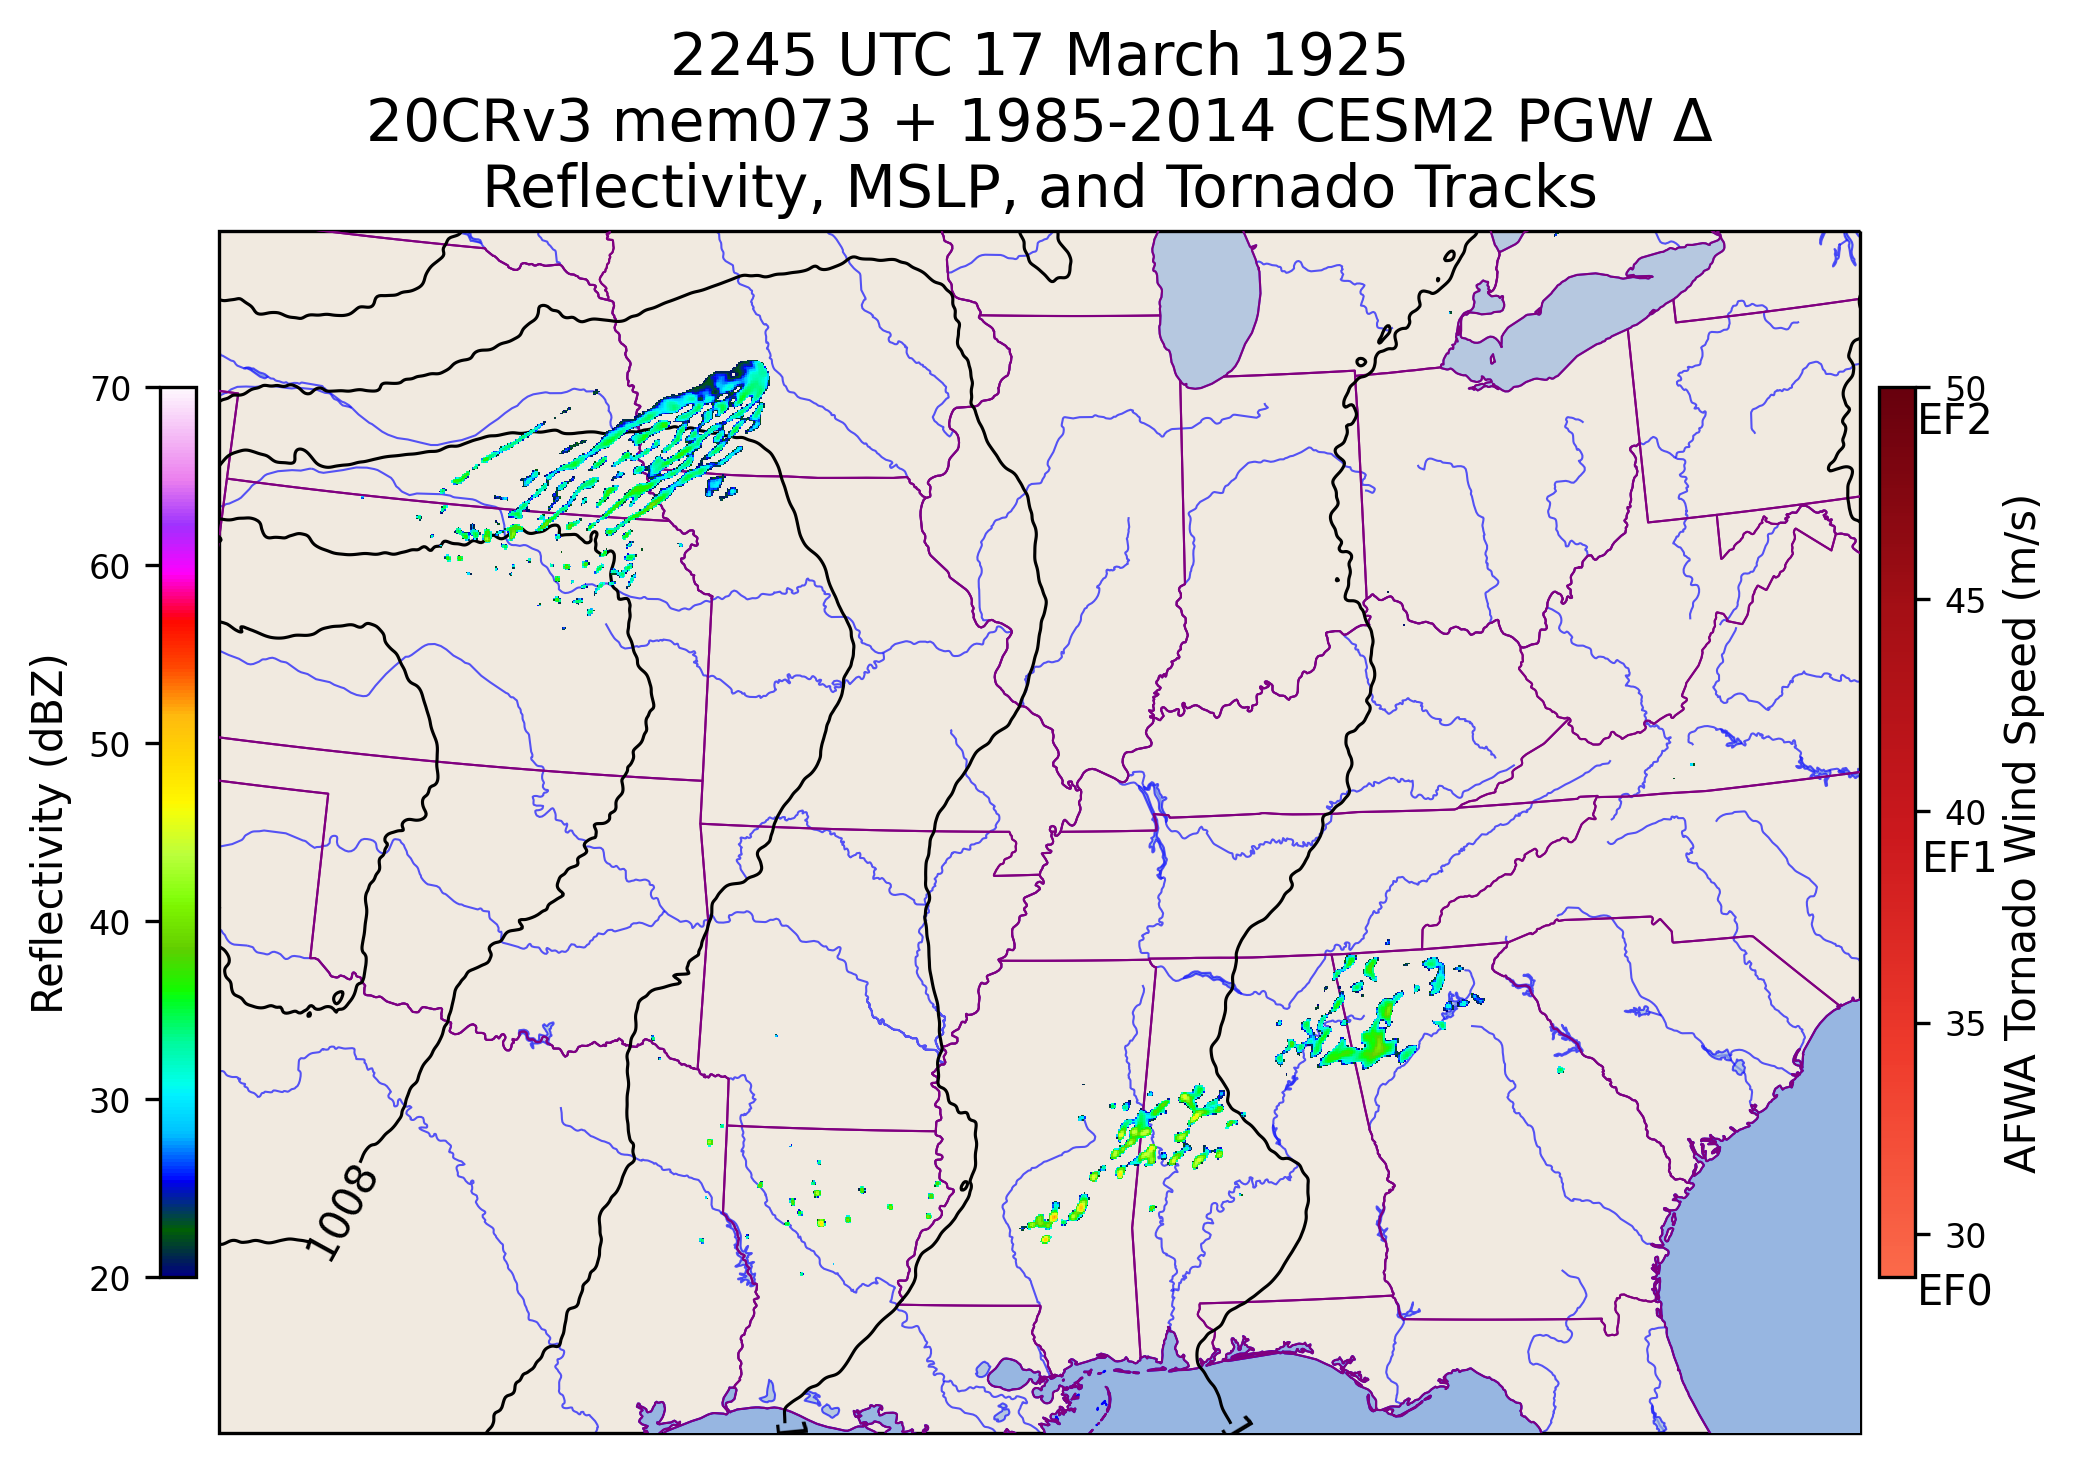 2245 UTC 17 March 1925
20CRv3 mem073 + 1985-2014 CESM2 PGW Δ
Reflectivity, MSLP, and Tornado Tracks
70
60
50
40
30
20
Reflectivity (dBZ)
1008
50
EF2
45
40
EF1
35
30
EF0
AFWA Tornado Wind Speed (m/s)